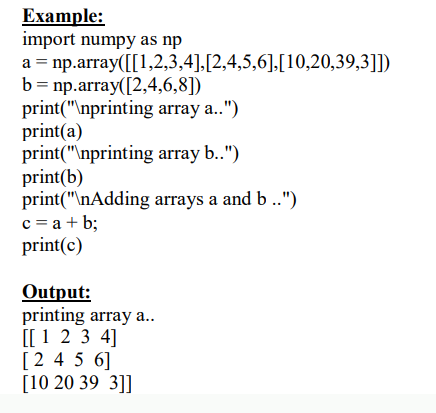 Example:
import numpy as np
a = np.array([[1,2,3,4],[2,4,5,6],[10,20,39,3]])
b = np.array([2,4,6,8])
print("\nprinting array a..")
print(a)
print("\nprinting array b..")
print(b)
print("\nAdding arrays a and b ..")
c = a + b;
print(c)
Output:
printing array a..
[[ 1 2 3 4]
[ 2 4 5 6]
[10 20 39 3]]